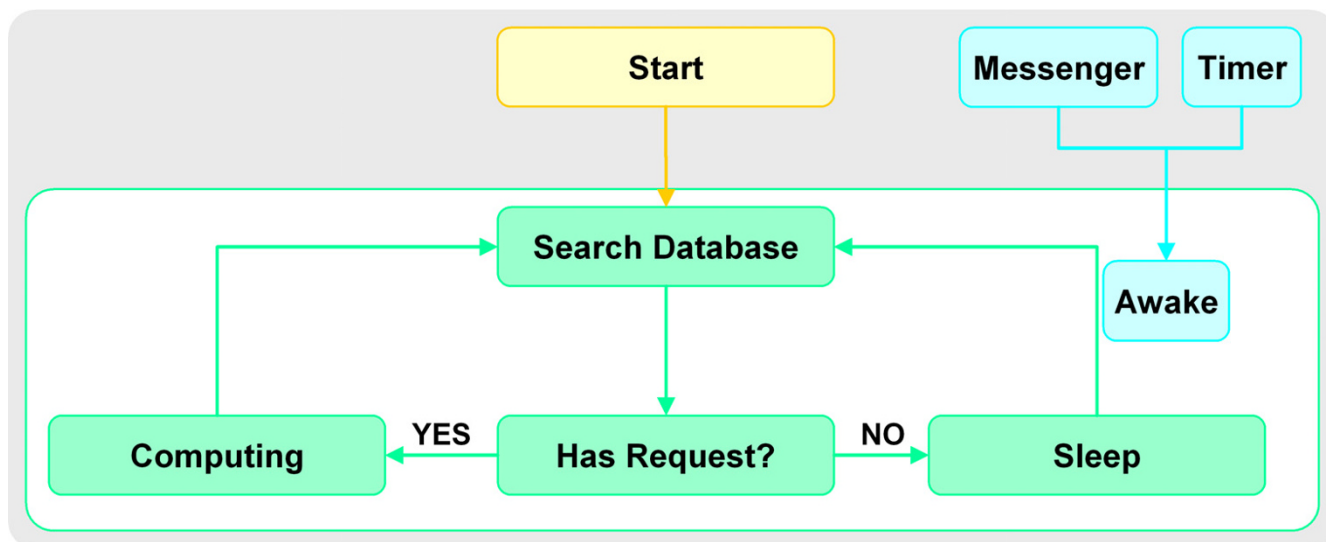 Start
Messenger
Timer
Search Database
Awake
Computing
YES
Has Request?
NO
Sleep